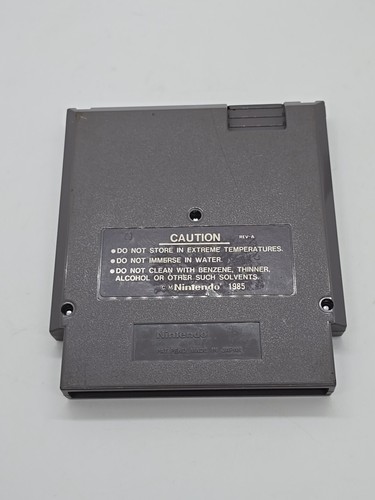 CAUTION REV-A
● DO NOT STORE IN EXTREME TEMPERATURES.
● DO NOT IMMERSE IN WATER.
● DO NOT CLEAN WITH BENZENE, THINNER,
ALCOHOL OR OTHER SUCH SOLVENTS.
© Nintendo 1985
Nintendo